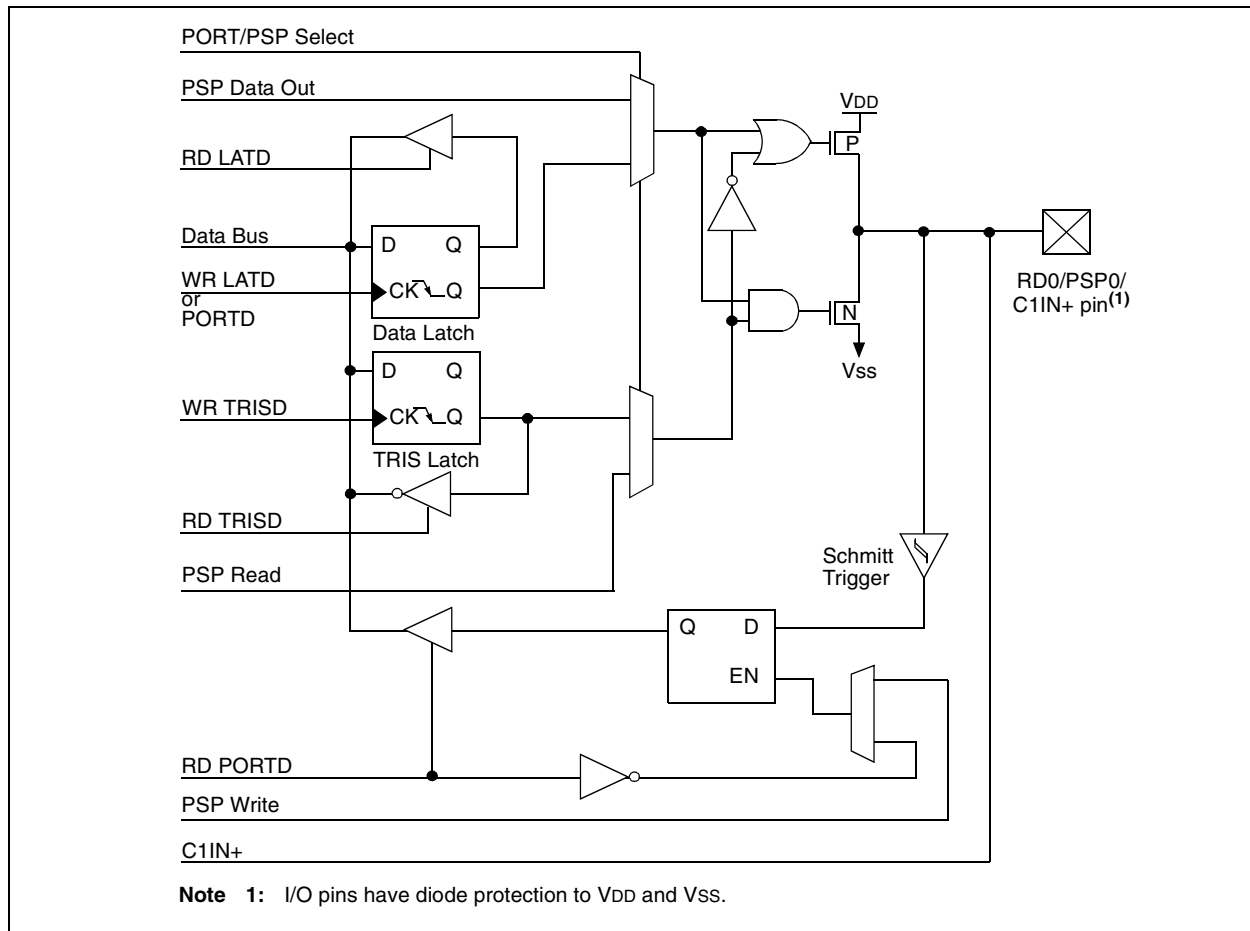 PORT/PSP Select
PSP Data Out
VDD
RD LATD
P
Data Bus
D Q
WR LATD
or
PORTD
CK Q
Data Latch
N
RD0/PSP0/
C1IN+ pin(1)
Vss
D Q
WR TRISD
CK Q
TRIS Latch
RD TRISD
Schmitt
Trigger
PSP Read
Q D
EN
RD PORTD
PSP Write
C1IN+
Note 1: I/O pins have diode protection to VDD and VSS.